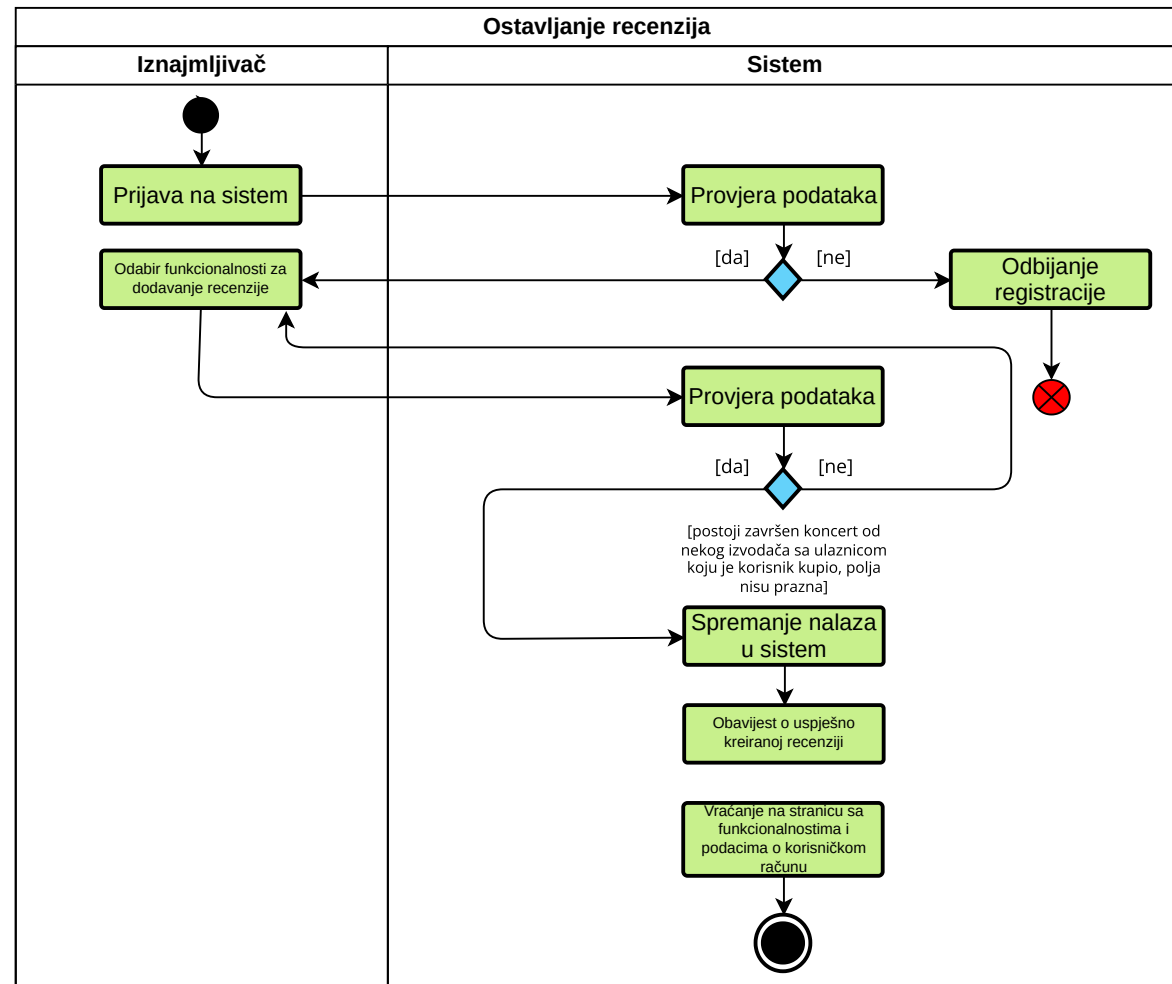 Ostavljanje recenzija
Iznajmljivač
Sistem
Prijava na sistem
Provjera podataka
[da]
[ne]
Odabir funkcionalnosti za
dodavanje recenzije
Odbijanje
registracije
Provjera podataka
[da]
[ne]
[postoji završen koncert od
nekog izvođača sa ulaznicom
koju je korisnik kupio, polja
nisu prazna]
Spremanje nalaza
u sistem
Obavijest o uspješno
kreiranoj recenziji
Vraćanje na stranicu sa
funkcionalnostima i
podacima o korisničkom
računu